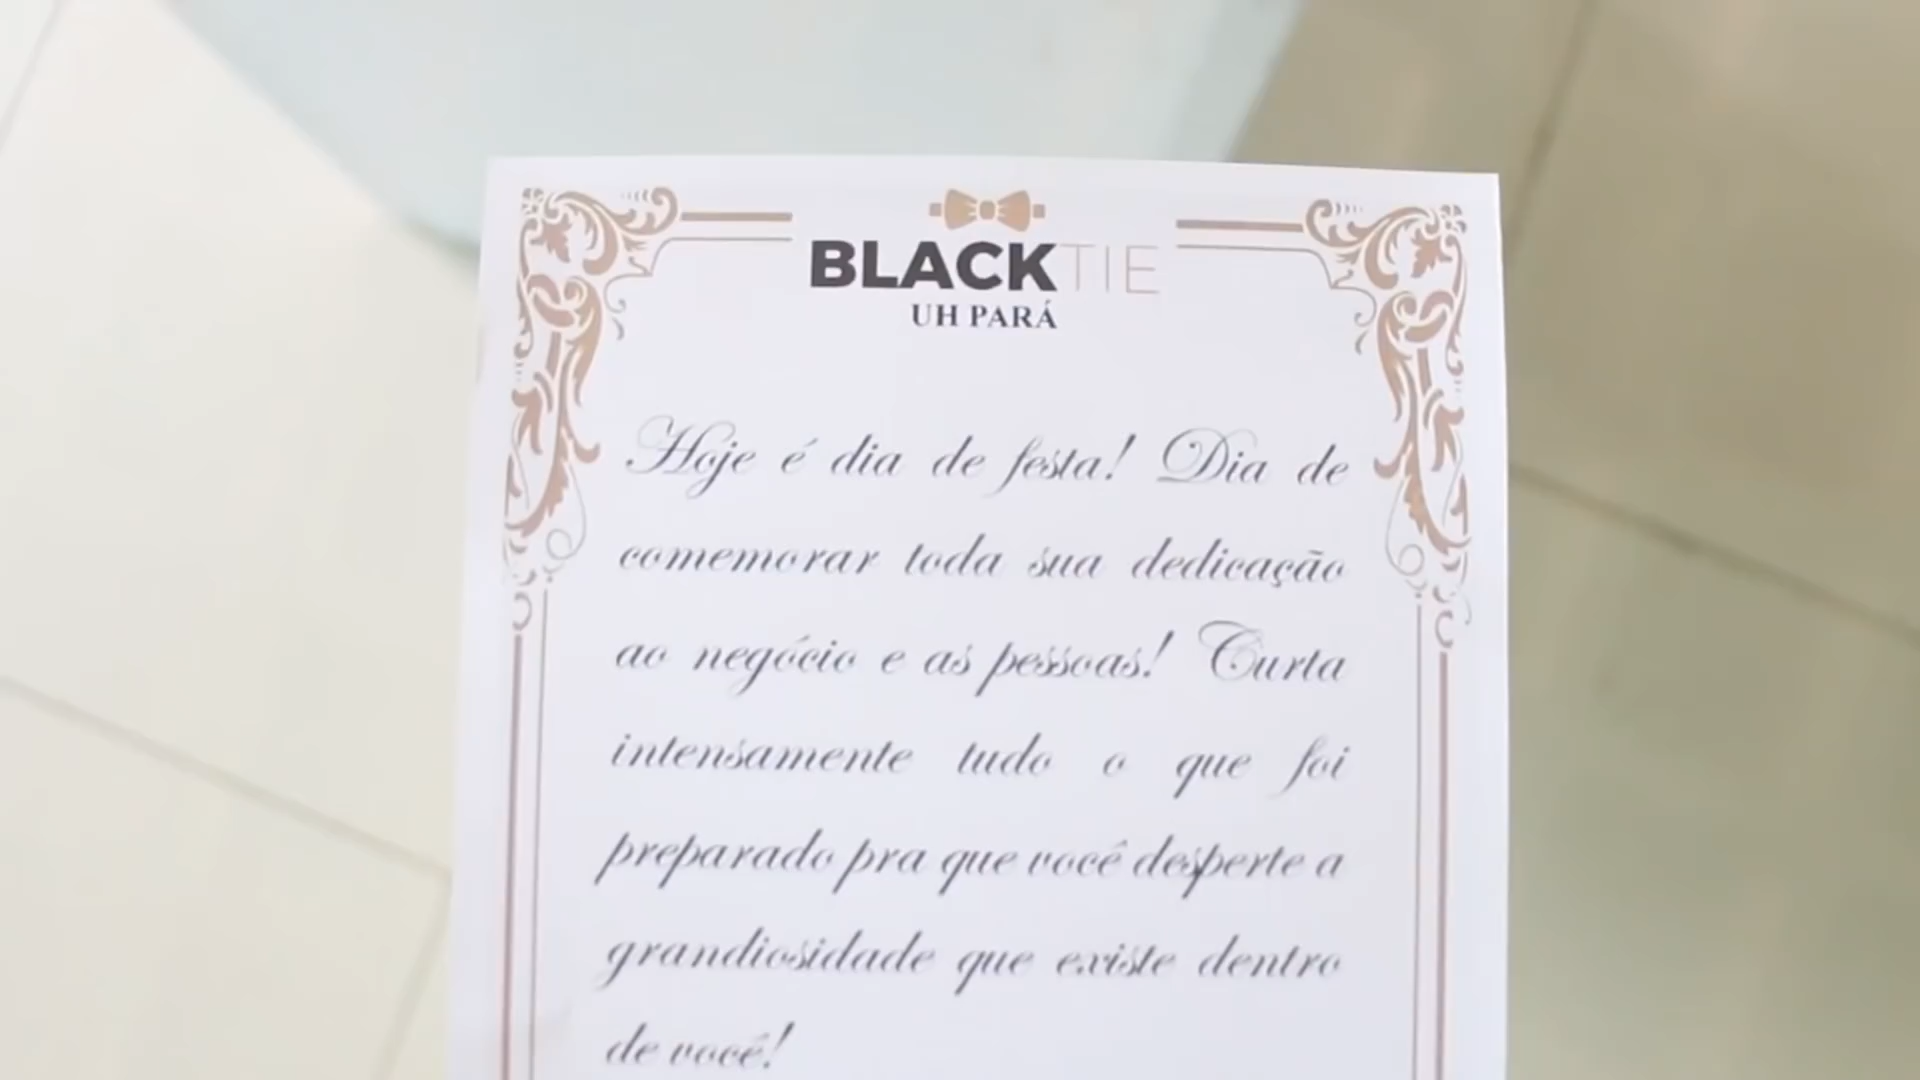 BLACKTIE
UH PARÁ
Hoje é dia de festa! Dia de
comemorar toda sua dedicação
ao negócio e as pessoas! Curta
intensamente tudo o que foi
preparado pra que você desperte a
grandiosidade que existe dentro
de você!